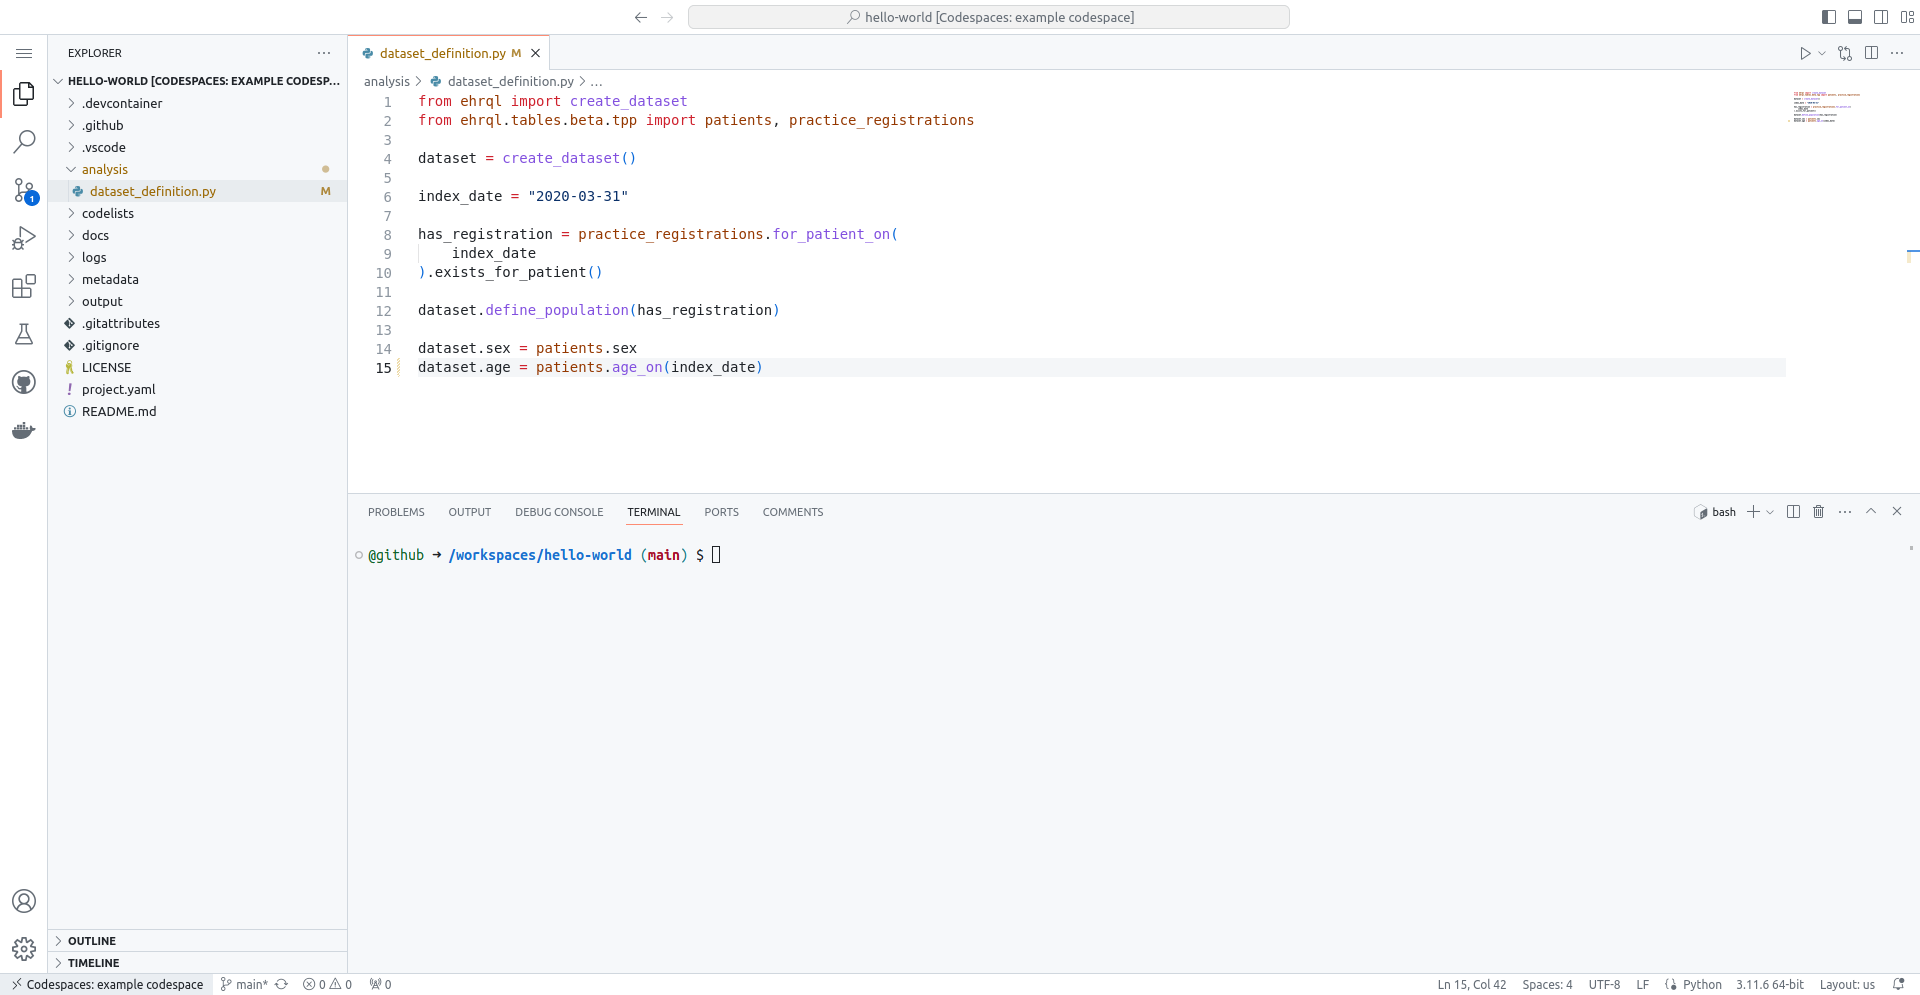 hello-world [Codespaces: example codespace]
EXPLORER
HELLO-WORLD [CODESPACES: EXAMPLE CODESP...
.devcontainer
.github
.vscode
analysis
dataset_definition.py M
codelists
docs
logs
metadata
output
.gitattributes
.gitignore
LICENSE
project.yaml
README.md
OUTLINE
TIMELINE
1
dataset_definition.py M
analysis > dataset_definition.py > ...
1 from ehrql import create_dataset
2 from ehrql.tables.beta.tpp import patients, practice_registrations
3
4 dataset = create_dataset()
5
6 index_date = "2020-03-31"
7
8 has_registration = practice_registrations.for_patient_on(
9     index_date
10 ).exists_for_patient()
11
12 dataset.define_population(has_registration)
13
14 dataset.sex = patients.sex
15 dataset.age = patients.age_on(index_date)
PROBLEMS OUTPUT DEBUG CONSOLE TERMINAL PORTS COMMENTS
bash
@github ➜ /workspaces/hello-world (main) $
Codespaces: example codespace main* 0 0 0
Ln 15, Col 42 Spaces: 4 UTF-8 LF Python 3.11.6 64-bit Layout: us